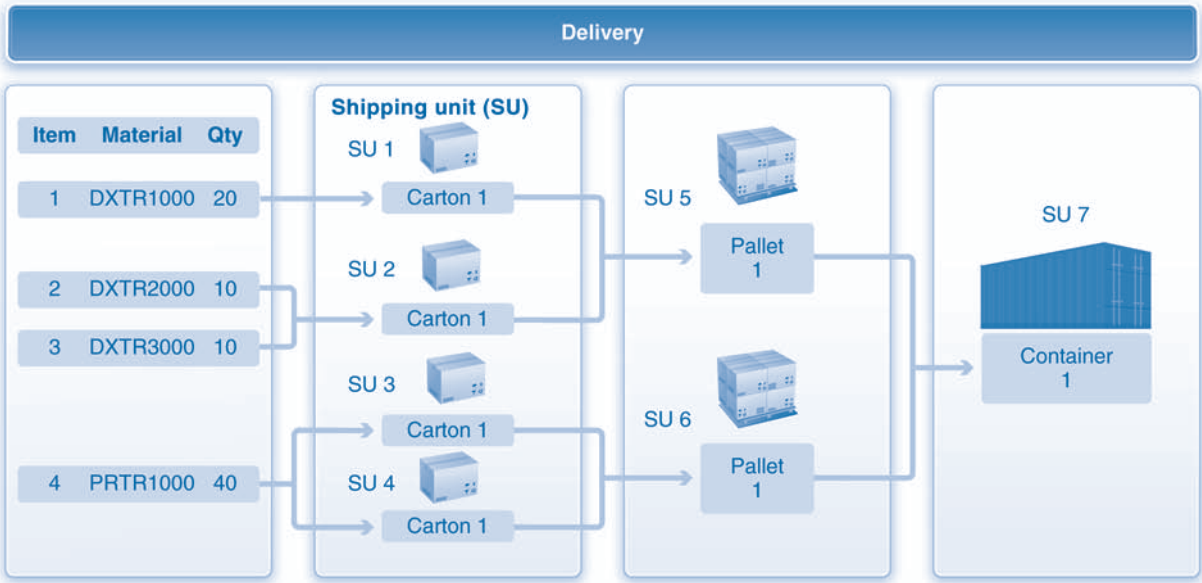 Delivery
Item Material Qty
1 DXTR1000 20
2 DXTR2000 10
3 DXTR3000 10
4 PRTR1000 40
Shipping unit (SU)
SU 1
Carton 1
SU 2
Carton 1
SU 3
Carton 1
SU 4
Carton 1
SU 5
Pallet
1
SU 6
Pallet
1
SU 7
Container
1